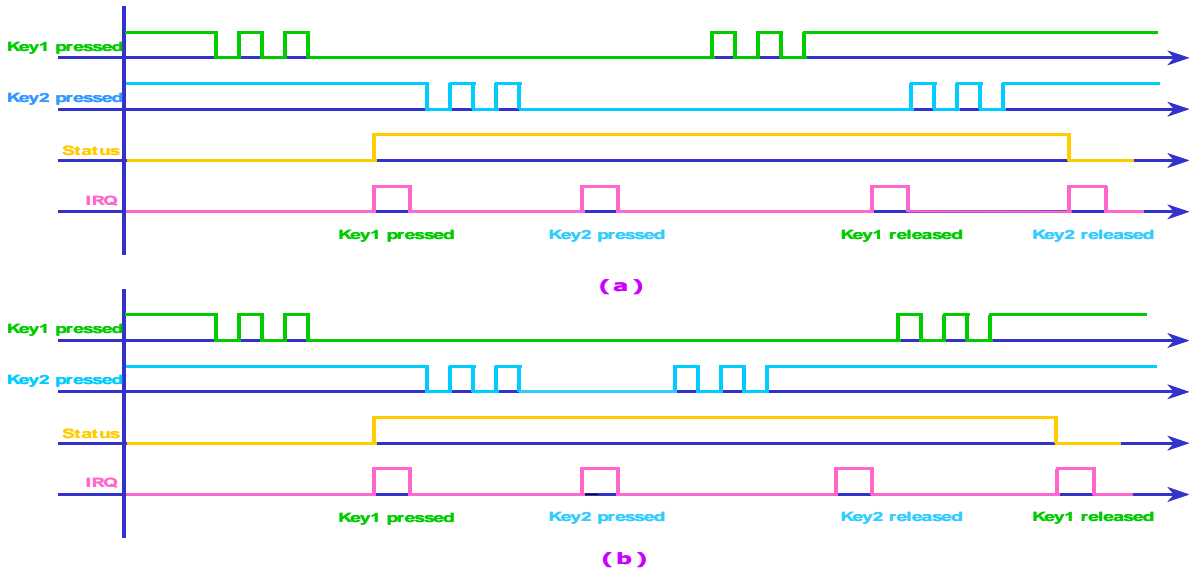 Key1 pressed
Key2 pressed
Status
IRQ
Key1 pressed Key2 pressed Key1 released Key2 released
(a)
Key1 pressed
Key2 pressed
Status
IRQ
Key1 pressed Key2 pressed Key2 released Key1 released
(b)